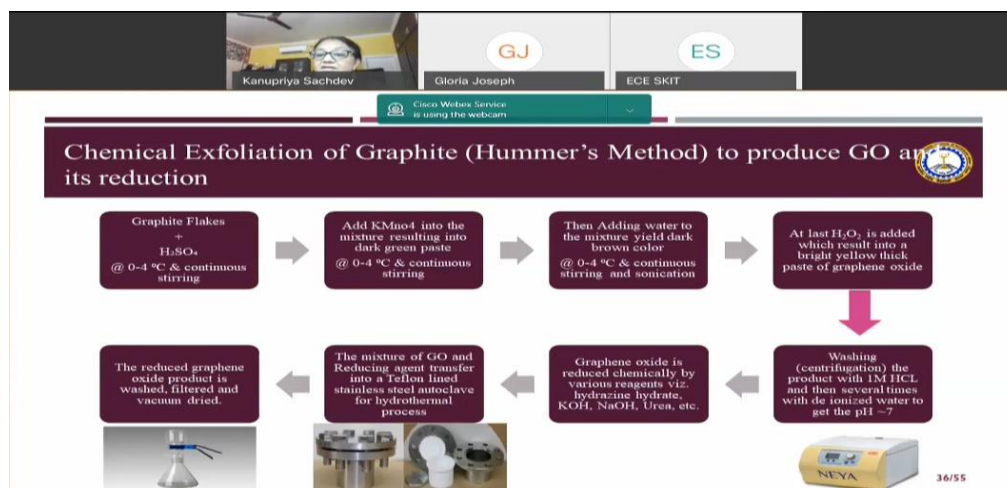 GJ
ES
Kanupriya Sachdev
Gloria Joseph
ECE SKIT
Cisco Webex Service
is using the webcam
Chemical Exfoliation of Graphite (Hummer's Method) to produce GO and
its reduction
Graphite Flakes
+
H₂SO₄
@ 0-4 ºC & continuous
stirring
Add KMno4 into the
mixture resulting into
dark green paste
@ 0-4 ºC & continuous
stirring
Then Adding water to
the mixture yield dark
brown color
@ 0-4 ºC & continuous
stirring and sonication
At last H₂O₂ is added
which result into a
bright yellow thick
paste of graphene oxide
Washing
(centrifugation) the
product with 1M HCL
and then several times
with de ionized water to
get the pH ~7
Graphene oxide is
reduced chemically by
various reagents viz.
hydrazine hydrate,
KOH, NaOH, Urea, etc.
The mixture of GO and
Reducing agent transfer
into a Teflon lined
stainless steel autoclave
for hydrothermal
process
The reduced graphene
oxide product is
washed, filtered and
vacuum dried.
NEYA
36/55